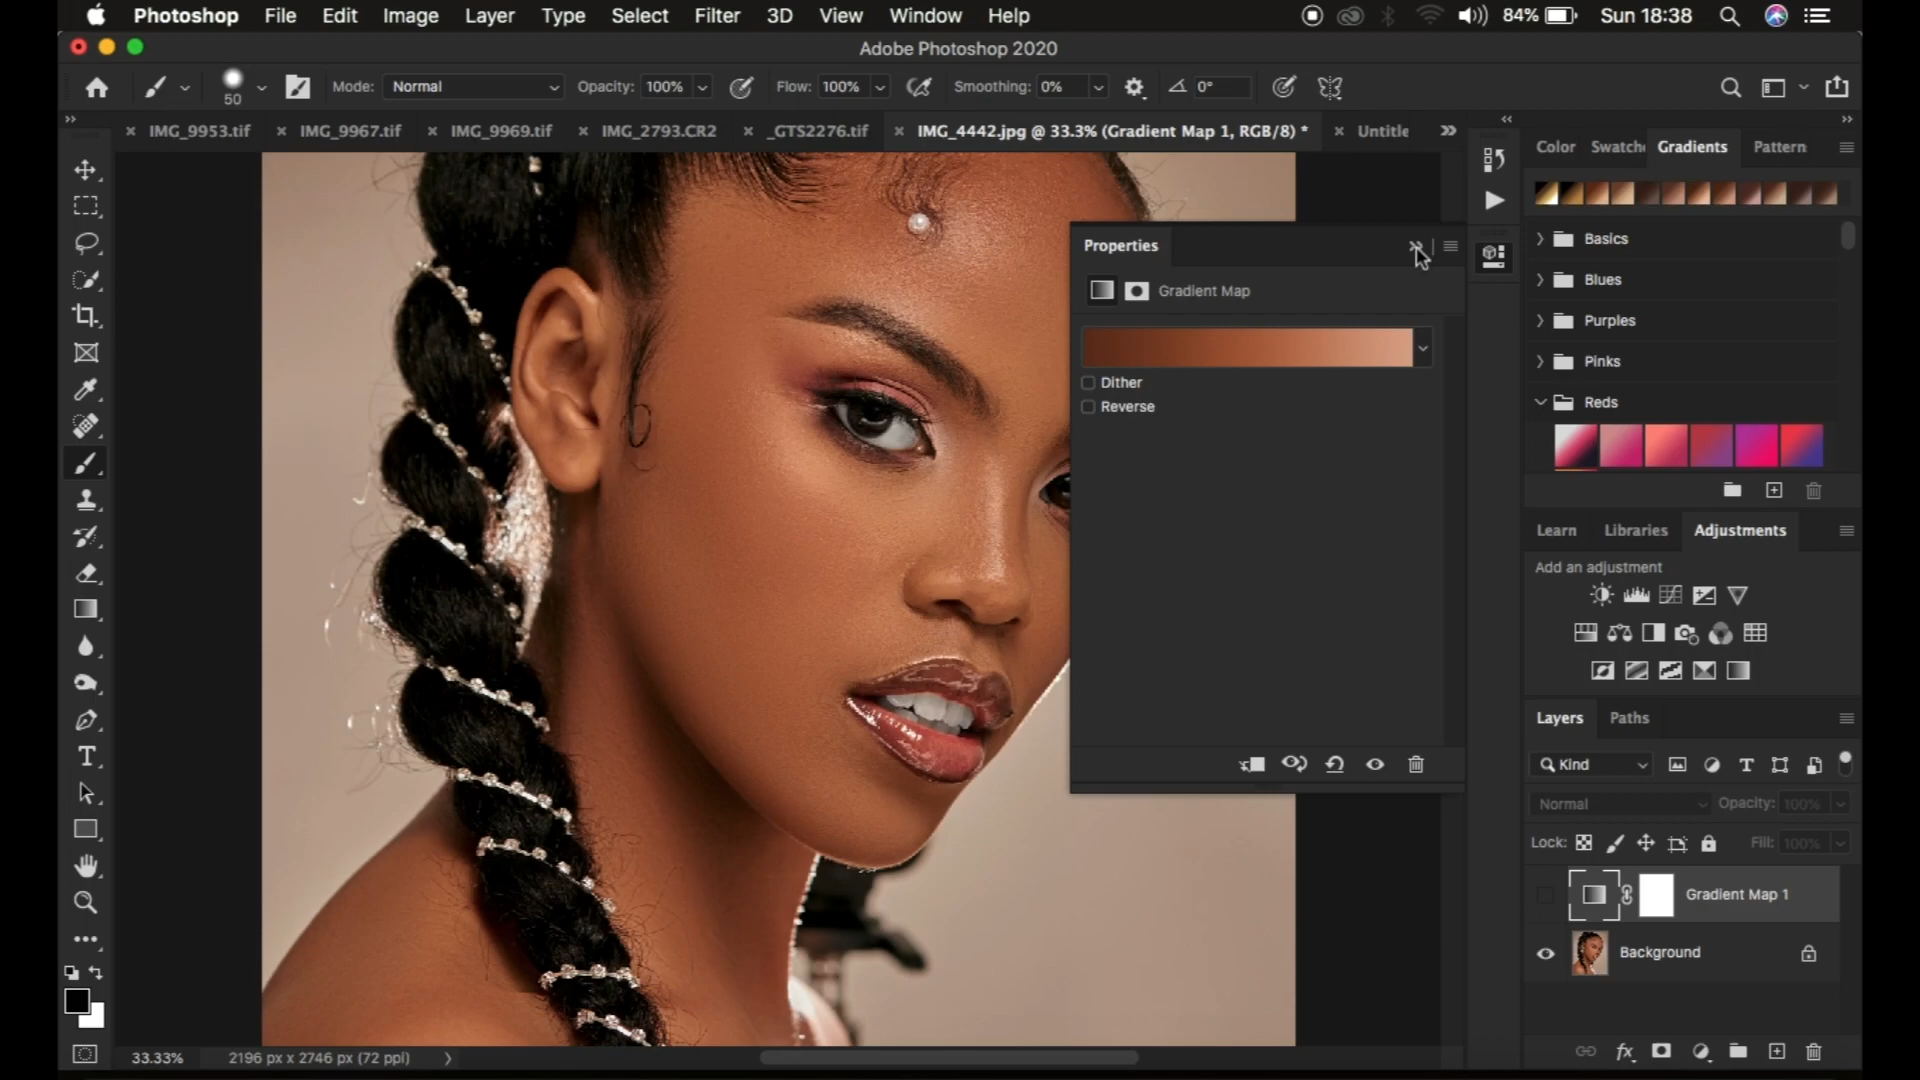 Photoshop File Edit Image Layer Type Select Filter 3D View Window Help 84% Sun 18:38
Adobe Photoshop 2020
50 Mode: Normal Opacity: 100% Flow: 100% Smoothing: 0% 0°
IMG_9953.tif IMG_9967.tif IMG_9969.tif IMG_2793.CR2 _GTS2276.tif IMG_4442.jpg @ 33.3% (Gradient Map 1, RGB/8) * Untitle
Color Swatche Gradients Pattern
Basics
Blues
Purples
Pinks
Reds
Properties
Gradient Map
Dither
Reverse
Learn Libraries Adjustments
Add an adjustment
Layers Paths
Kind
Normal Opacity: 100%
Lock: Fill: 100%
Gradient Map 1
Background
33.33% 2196 px x 2746 px (72 ppi)